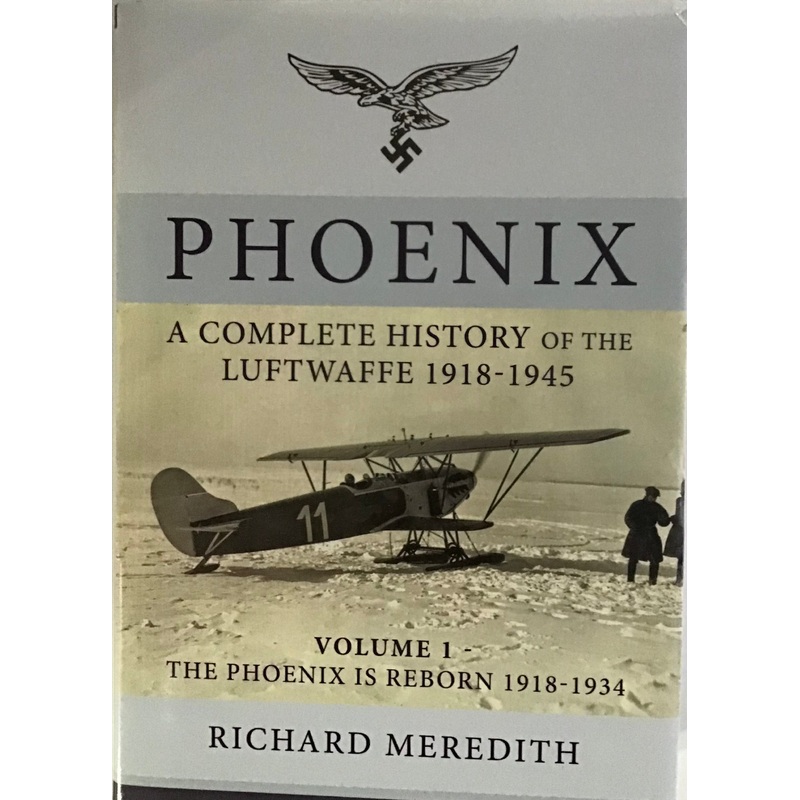 PHOENIX
A COMPLETE HISTORY OF THE
LUFTWAFFE 1918-1945
11
VOLUME 1 -
THE PHOENIX IS REBORN 1918-1934
RICHARD MEREDITH